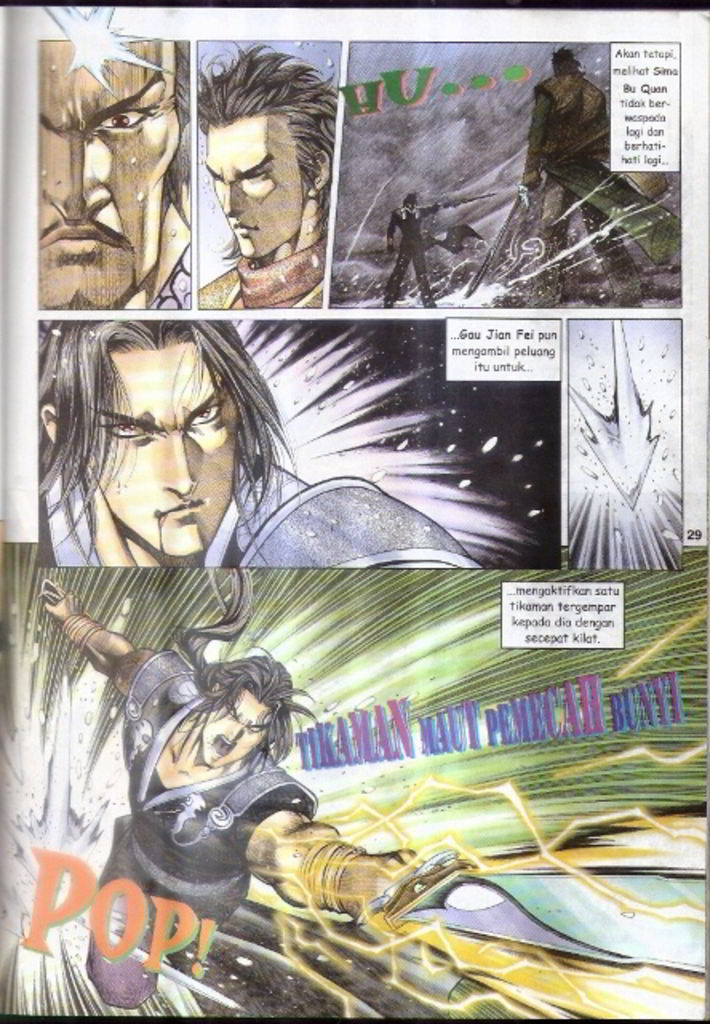 HU...
Akan tetapi,
melihat Sima
Bu Quan
tidak ber-
waspada
lagi dan
berhati-
hati lagi...
...Gau Jian Fei pun
mengambil peluang
itu untuk...
29
...mengaktifkan satu
tikaman tergempar
kepada dia dengan
secepat kilat.
TIKAMAN MAUT PEMECAH BUNYI
POP!